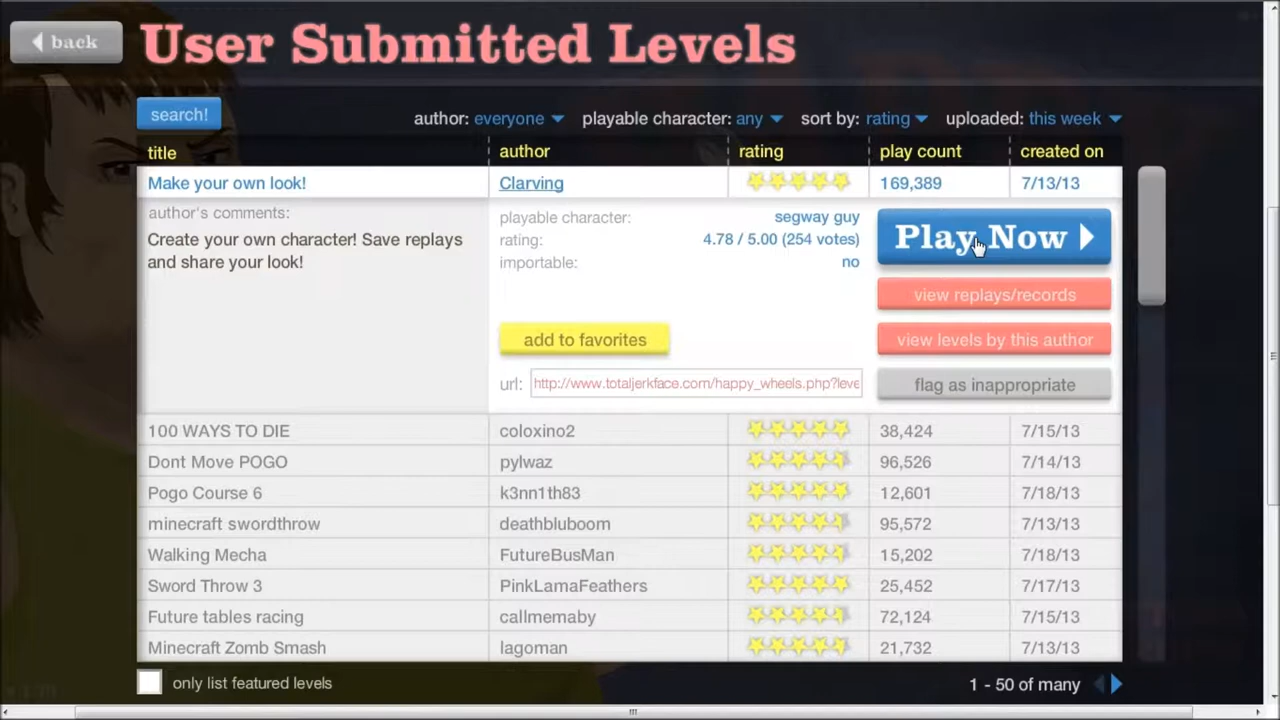 back
User Submitted Levels
search!
author: everyone playable character: any sort by: rating uploaded: this week
title author rating play count created on
Make your own look! Clarving 169,389 7/13/13
author's comments:
Create your own character! Save replays
and share your look!
playable character: segway guy
rating: 4.78 / 5.00 (254 votes)
importable: no
add to favorites
url: http://www.totaljerkface.com/happy_wheels.php?leve
Play Now
view replays/records
view levels by this author
flag as inappropriate
100 WAYS TO DIE coloxino2 38,424 7/15/13
Dont Move POGO pylwaz 96,526 7/14/13
Pogo Course 6 k3nn1th83 12,601 7/18/13
minecraft swordthrow deathbluboom 95,572 7/13/13
Walking Mecha FutureBusMan 15,202 7/18/13
Sword Throw 3 PinkLamaFeathers 25,452 7/17/13
Future tables racing callmemaby 72,124 7/15/13
Minecraft Zomb Smash lagoman 21,732 7/13/13
only list featured levels
1 - 50 of many